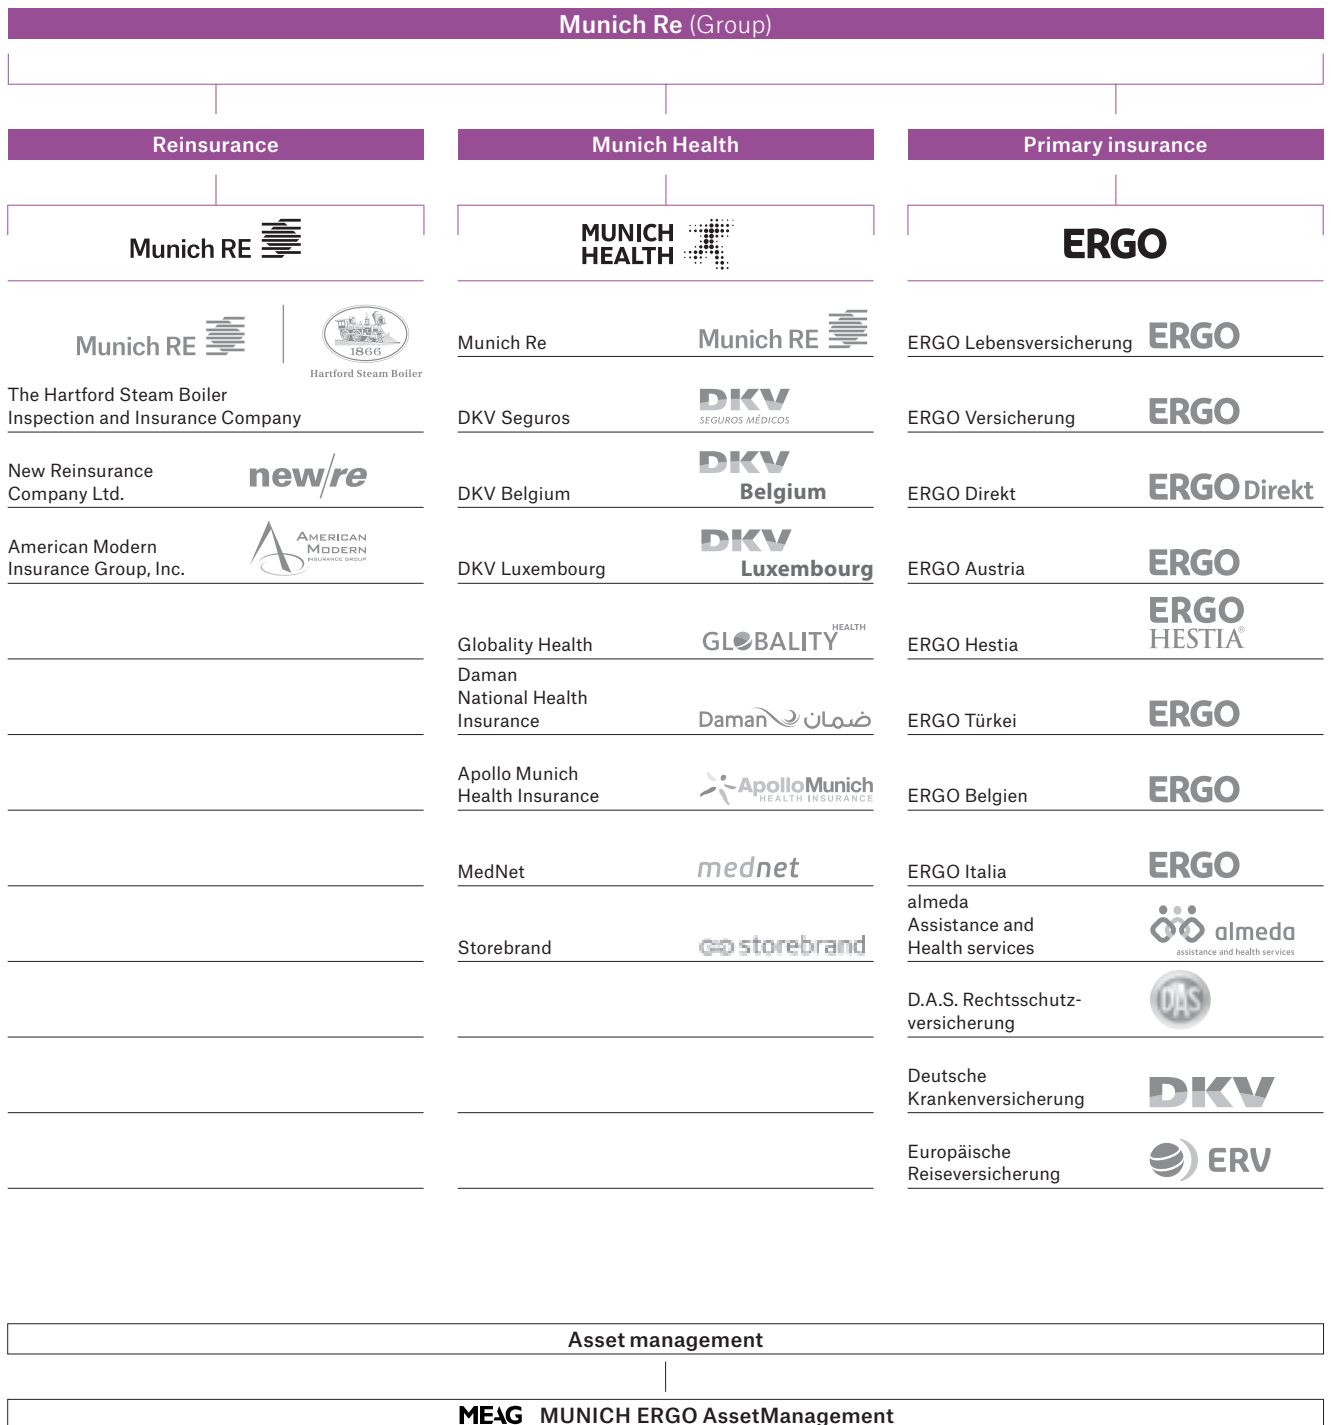 Munich Re (Group)
Reinsurance
Munich RE
Munich RE
1866
Hartford Steam Boiler
The Hartford Steam Boiler
Inspection and Insurance Company
New Reinsurance
Company Ltd.
new/re
American Modern
Insurance Group, Inc.
AMERICAN
MODERN
INSURANCE GROUP
Munich Health
MUNICH
HEALTH
Munich Re
Munich RE
DKV Seguros
DKV
SEGUROS MÉDICOS
DKV Belgium
DKV
Belgium
DKV Luxembourg
DKV
Luxembourg
Globality Health
GLOBALITY HEALTH
Daman
National Health
Insurance
Daman ضمان
Apollo Munich
Health Insurance
ApolloMunich
HEALTH INSURANCE
MedNet
mednet
Storebrand
storebrand
Primary insurance
ERGO
ERGO Lebensversicherung
ERGO
ERGO Versicherung
ERGO
ERGO Direkt
ERGO Direkt
ERGO Austria
ERGO
ERGO Hestia
ERGO
HESTIA®
ERGO Türkei
ERGO
ERGO Belgien
ERGO
ERGO Italia
ERGO
almeda
Assistance and
Health services
almeda
assistance and health services
D.A.S. Rechtsschutz-
versicherung
DAS
Deutsche
Krankenversicherung
DKV
Europäische
Reiseversicherung
ERV
Asset management
MEAG MUNICH ERGO AssetManagement